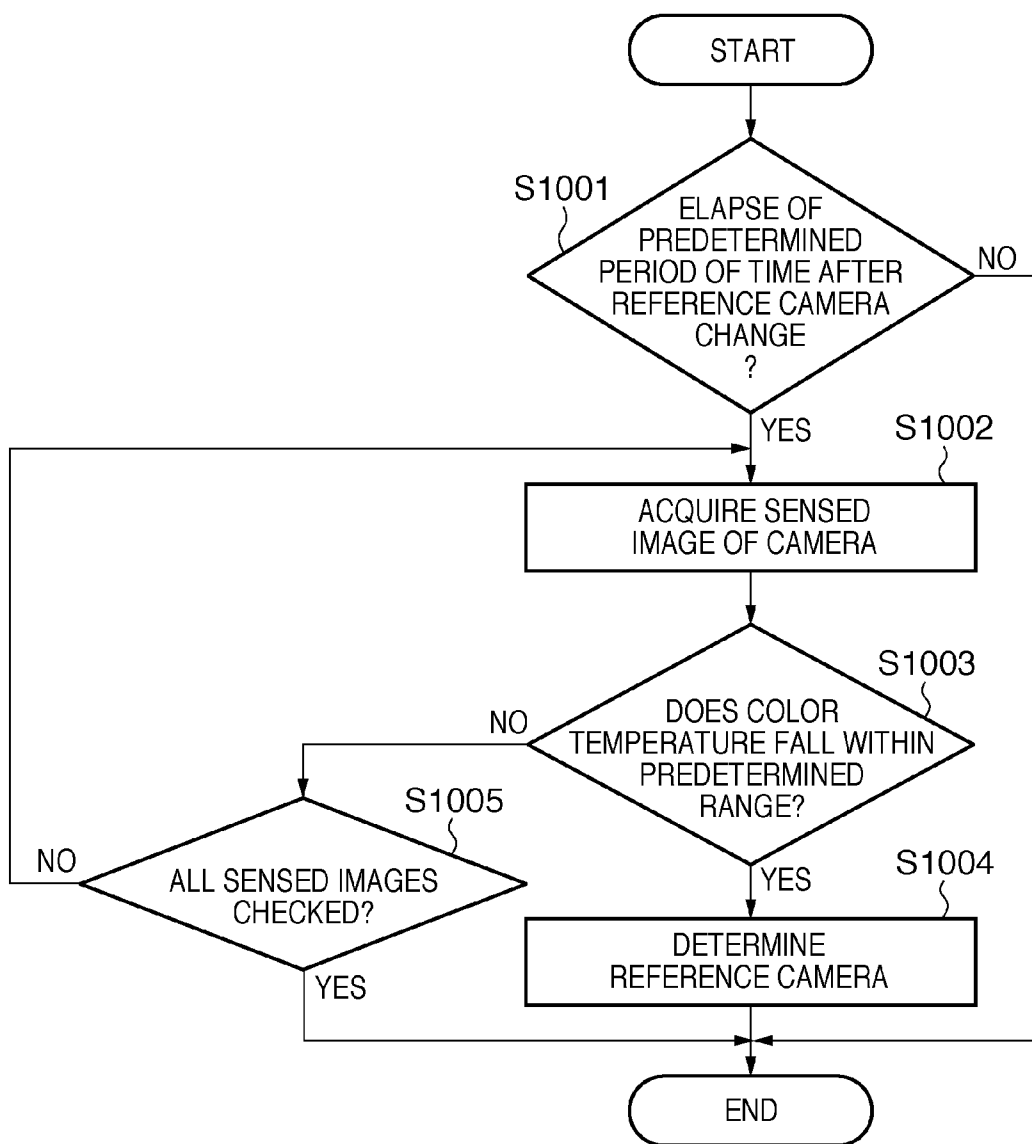 START
S1001
ELAPSE OF
PREDETERMINED
PERIOD OF TIME AFTER
REFERENCE CAMERA
CHANGE
?
NO
YES
S1002
ACQUIRE SENSED
IMAGE OF CAMERA
S1003
DOES COLOR
TEMPERATURE FALL WITHIN
PREDETERMINED
RANGE?
NO
YES
S1005
ALL SENSED IMAGES
CHECKED?
NO
YES
S1004
DETERMINE
REFERENCE CAMERA
END